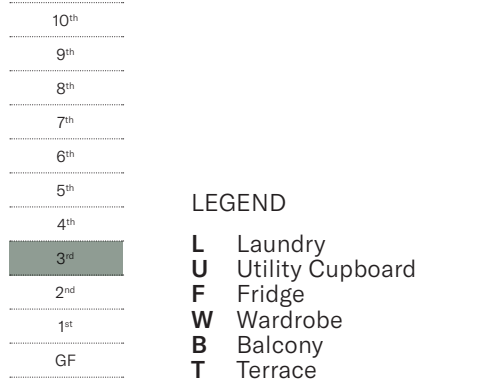 10th
9th
8th
7th
6th
5th
4th
3rd
2nd
1st
GF
LEGEND
L Laundry
U Utility Cupboard
F Fridge
W Wardrobe
B Balcony
T Terrace